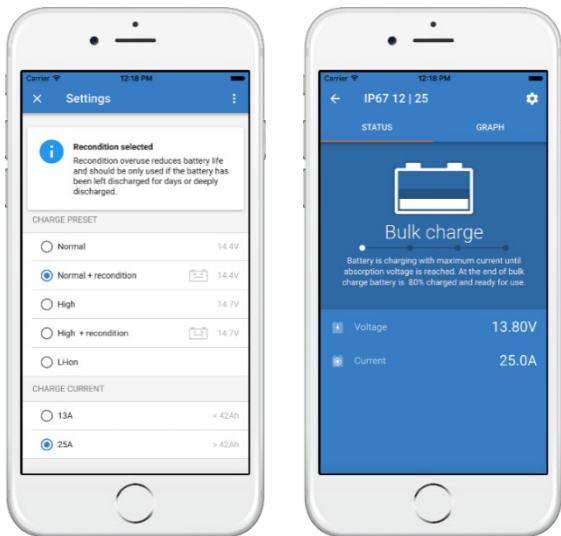 Carrier 12:18 PM
Settings
Recondition selected
Recondition overuse reduces battery life
and should be only used if the battery has
been left discharged for days or deeply
discharged.
CHARGE PRESET
Normal 14.4V
Normal + recondition 14.4V
High 14.7V
High + recondition 14.7V
Li-ion
CHARGE CURRENT
13A < 42Ah
25A > 42Ah
Carrier 12:18 PM
IP67 12 | 25
STATUS GRAPH
Bulk charge
Battery is charging with maximum current until
absorption voltage is reached. At the end of bulk
charge battery is 80% charged and ready for use.
Voltage 13.80V
Current 25.0A